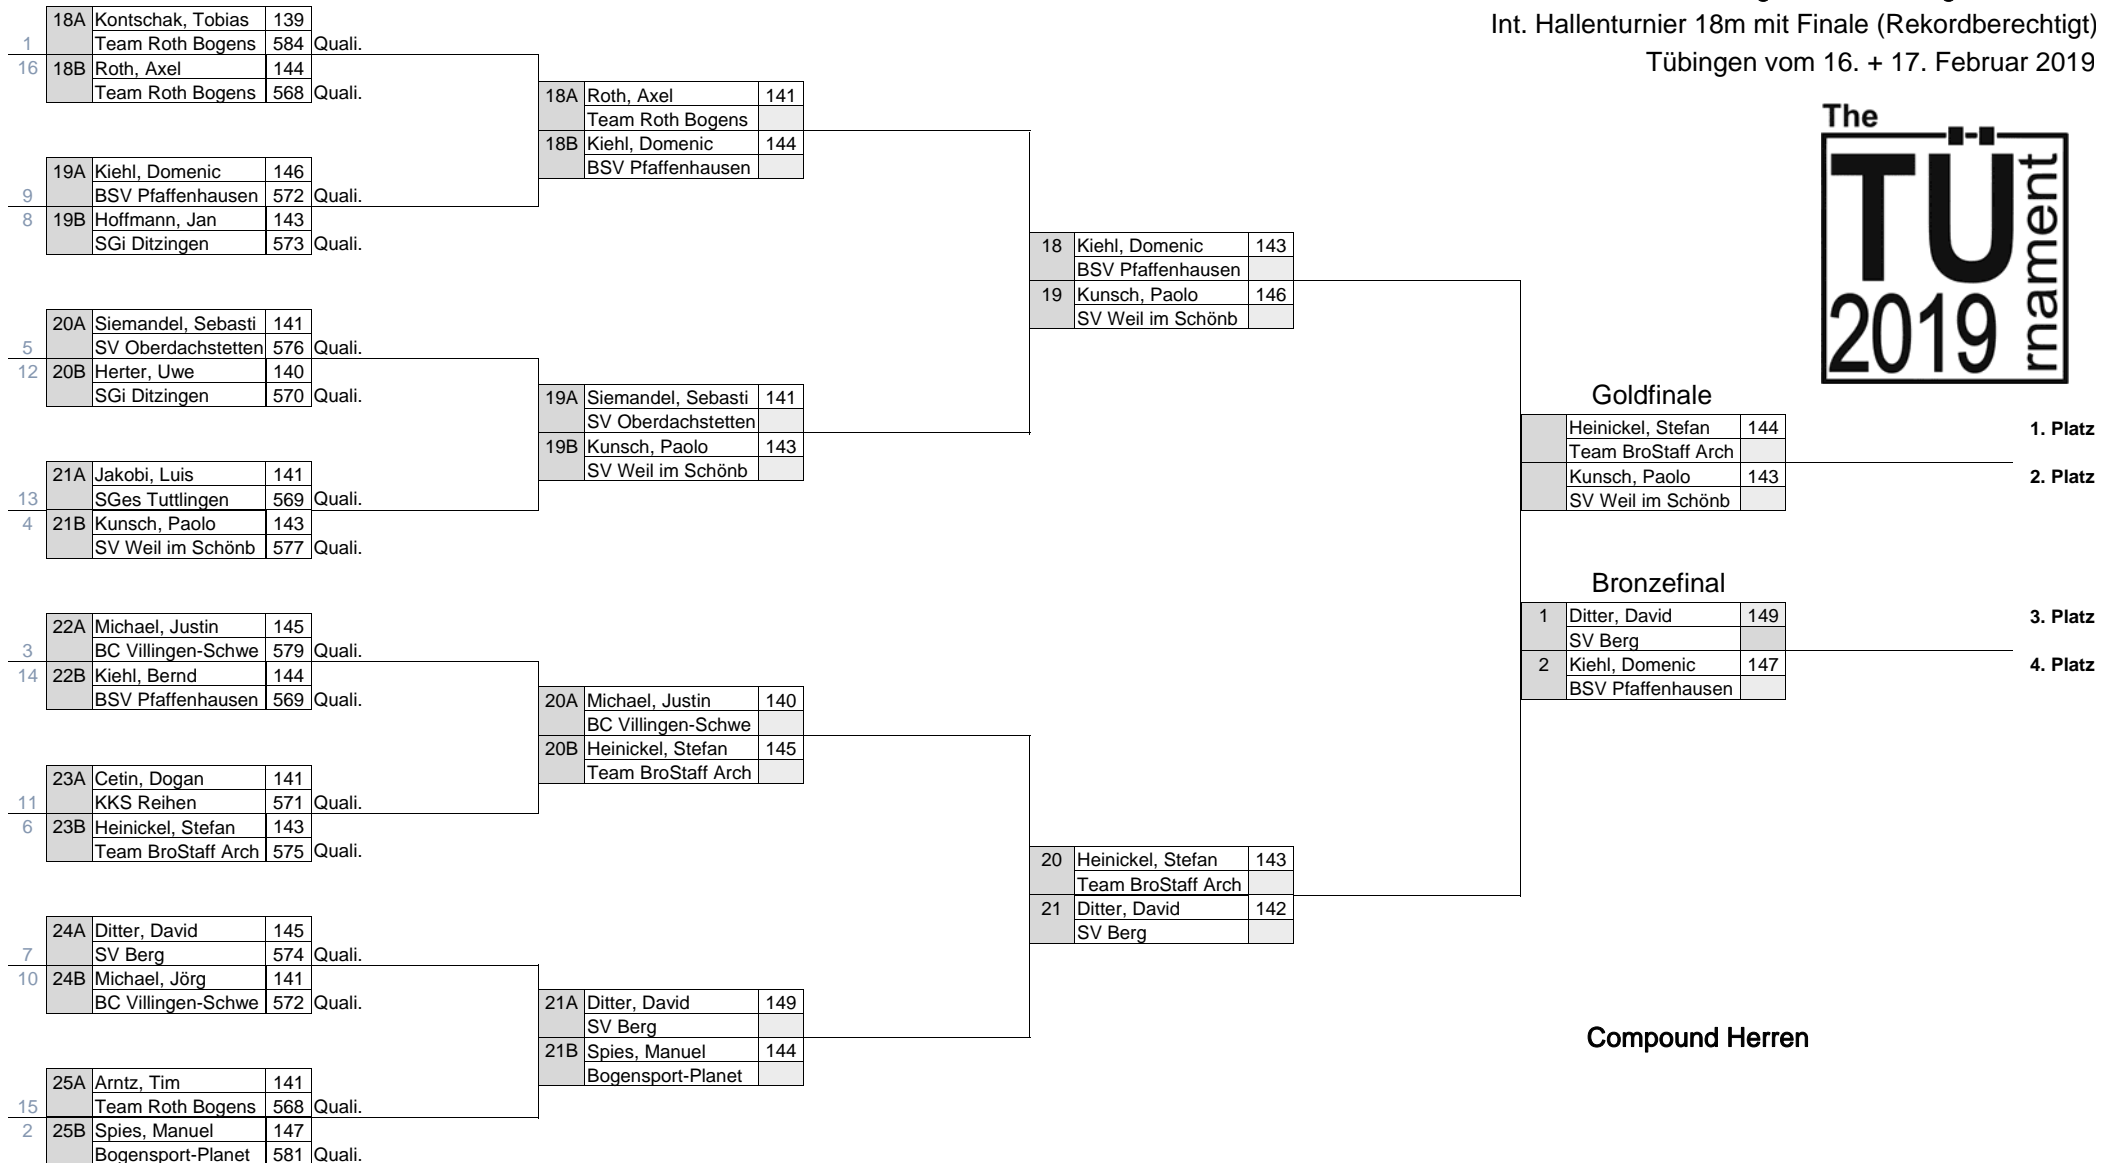 Int. Hallenturnier 18m mit Finale (Rekordberechtigt)
Tübingen vom 16. + 17. Februar 2019
The
TÜ
rnament
2019
18A Kontschak, Tobias 139
1 Team Roth Bogens 584 Quali.
16 18B Roth, Axel 144
Team Roth Bogens 568 Quali.
19A Kiehl, Domenic 146
9 BSV Pfaffenhausen 572 Quali.
8 19B Hoffmann, Jan 143
SGi Ditzingen 573 Quali.
20A Siemandel, Sebasti 141
5 SV Oberdachstetten 576 Quali.
12 20B Herter, Uwe 140
SGi Ditzingen 570 Quali.
21A Jakobi, Luis 141
13 SGes Tuttlingen 569 Quali.
4 21B Kunsch, Paolo 143
SV Weil im Schönb 577 Quali.
22A Michael, Justin 145
3 BC Villingen-Schwe 579 Quali.
14 22B Kiehl, Bernd 144
BSV Pfaffenhausen 569 Quali.
23A Cetin, Dogan 141
11 KKS Reihen 571 Quali.
6 23B Heinickel, Stefan 143
Team BroStaff Arch 575 Quali.
24A Ditter, David 145
7 SV Berg 574 Quali.
10 24B Michael, Jörg 141
BC Villingen-Schwe 572 Quali.
25A Arntz, Tim 141
15 Team Roth Bogens 568 Quali.
2 25B Spies, Manuel 147
Bogensport-Planet 581 Quali.
18A Roth, Axel 141
Team Roth Bogens
18B Kiehl, Domenic 144
BSV Pfaffenhausen
19A Siemandel, Sebasti 141
SV Oberdachstetten
19B Kunsch, Paolo 143
SV Weil im Schönb
20A Michael, Justin 140
BC Villingen-Schwe
20B Heinickel, Stefan 145
Team BroStaff Arch
21A Ditter, David 149
SV Berg
21B Spies, Manuel 144
Bogensport-Planet
18 Kiehl, Domenic 143
BSV Pfaffenhausen
19 Kunsch, Paolo 146
SV Weil im Schönb
20 Heinickel, Stefan 143
Team BroStaff Arch
21 Ditter, David 142
SV Berg
Goldfinale
Heinickel, Stefan 144 1. Platz
Team BroStaff Arch
Kunsch, Paolo 143 2. Platz
SV Weil im Schönb
Bronzefinal
1 Ditter, David 149 3. Platz
SV Berg
2 Kiehl, Domenic 147 4. Platz
BSV Pfaffenhausen
Compound Herren